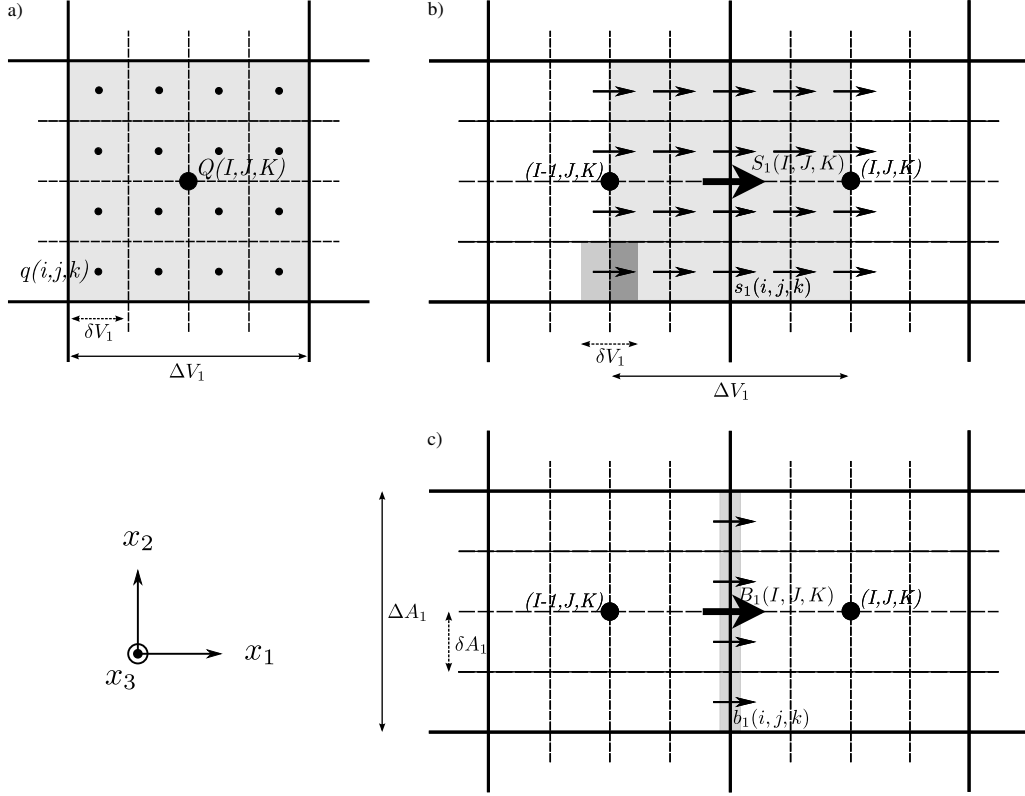 a)
Q(I,J,K)
q(i,j,k)
δV₁
ΔV₁
b)
S₁(I, J, K)
(I-1,J,K)
(I,J,K)
s₁(i, j, k)
δV₁
ΔV₁
c)
B₁(I, J, K)
(I-1,J,K)
(I,J,K)
ΔA₁
δA₁
b₁(i, j, k)
x₂
x₁
x₃